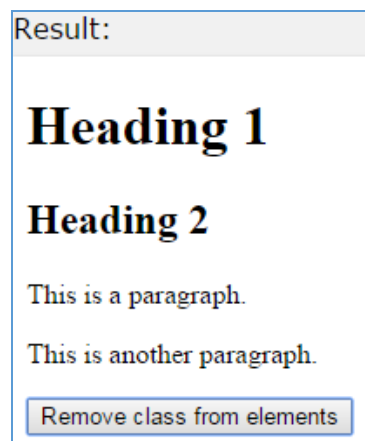 Result:
Heading 1
Heading 2
This is a paragraph.
This is another paragraph.
Remove class from elements